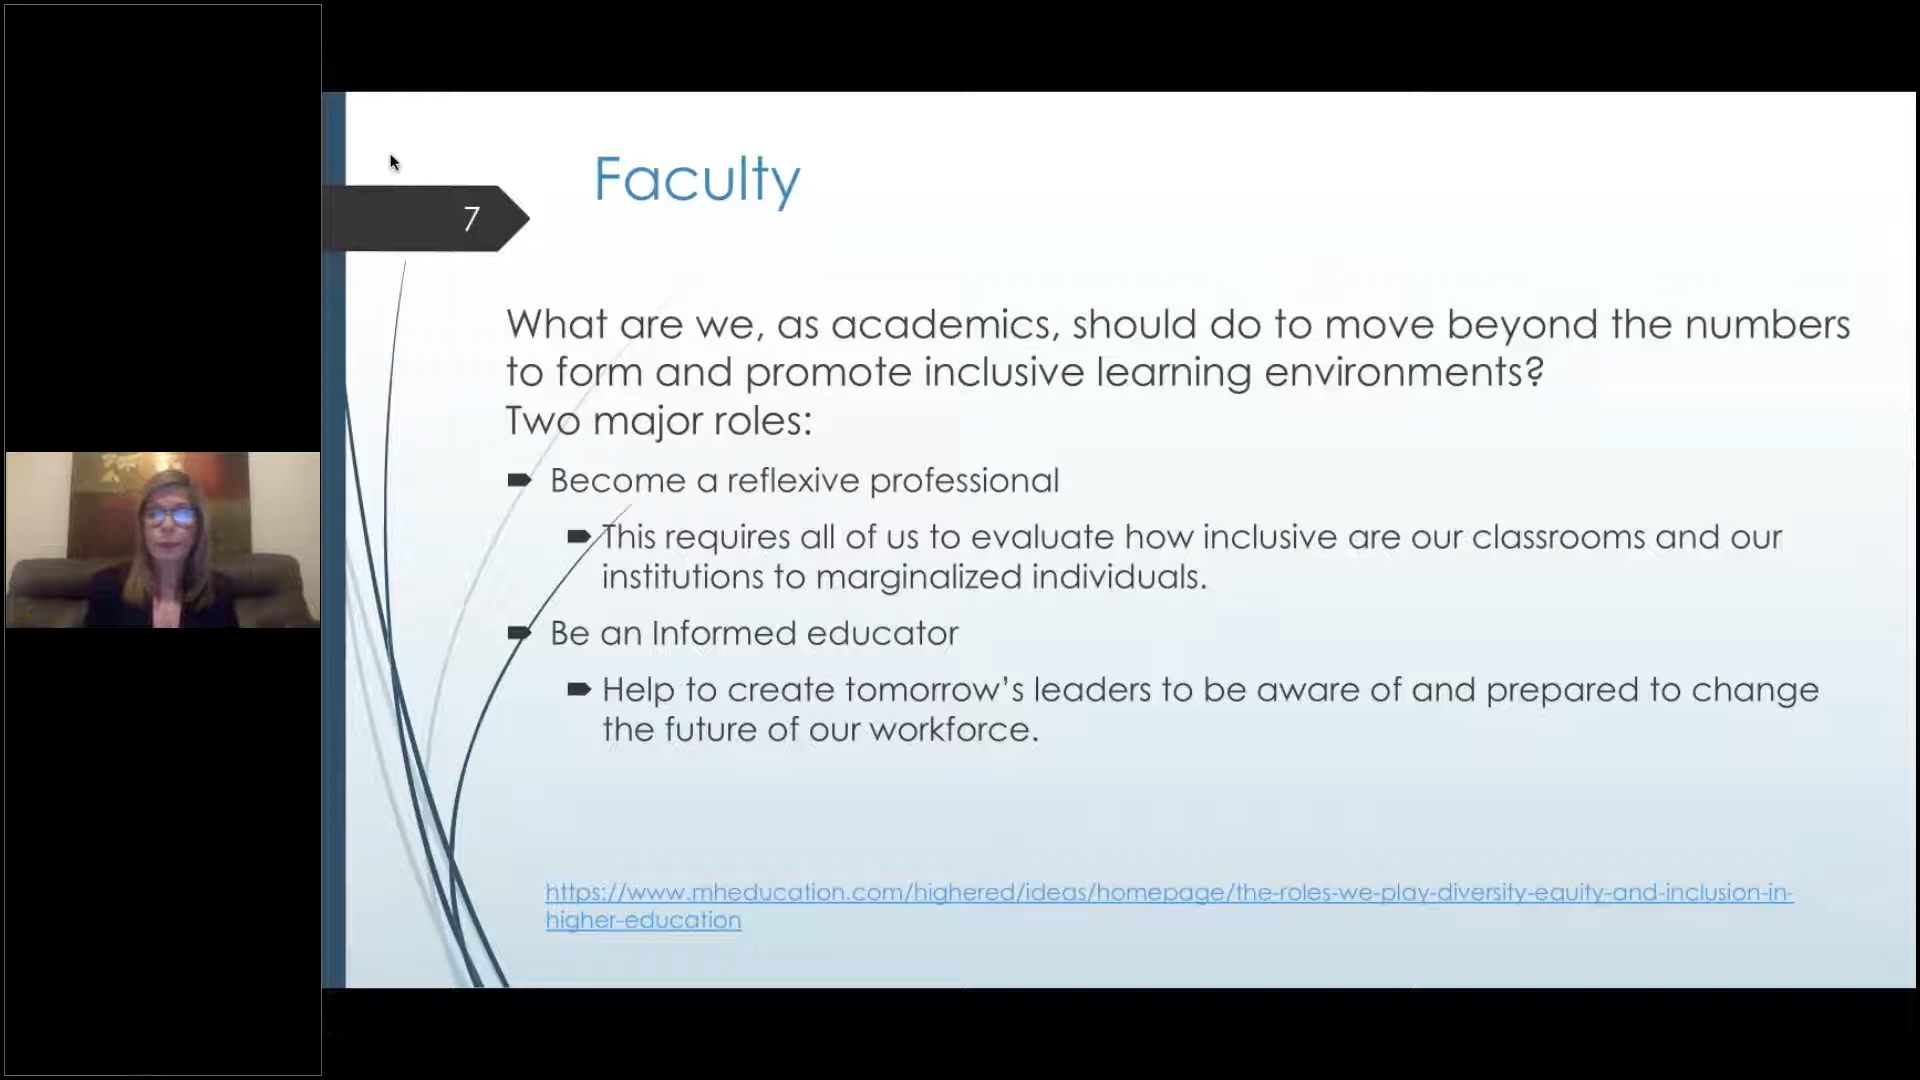 Faculty
7
What are we, as academics, should do to move beyond the numbers
to form and promote inclusive learning environments?
Two major roles:
Become a reflexive professional
This requires all of us to evaluate how inclusive are our classrooms and our
institutions to marginalized individuals.
Be an Informed educator
Help to create tomorrow’s leaders to be aware of and prepared to change
the future of our workforce.
https://www.mheducation.com/highered/ideas/homepage/the-roles-we-play-diversity-equity-and-inclusion-in-
higher-education